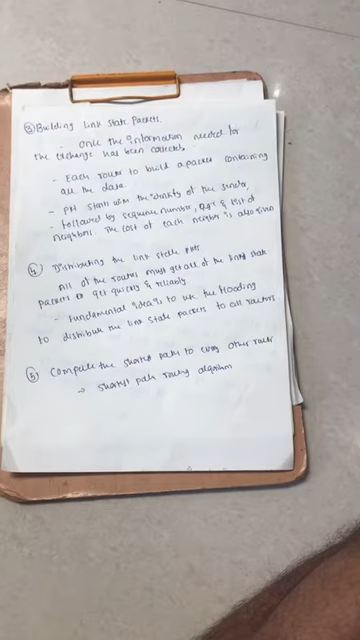 ③ Building Link State Packets.
- Once the information needed for
the exchange has been collected,
- Each router to build a packet containing
all the data.
- Pkt starts with the identity of the sender,
- followed by sequence number, age & list of
neighbors. The cost of each neighbor is also given
④ Distributing the link state pkts
All of the routers must get all of the link state
packets to get quickly & reliably
- Fundamental idea is to use the flooding
to distribute the link state packets to all routers
⑤ Compute the shortest paths to every other router
→ Shortest path routing algorithm